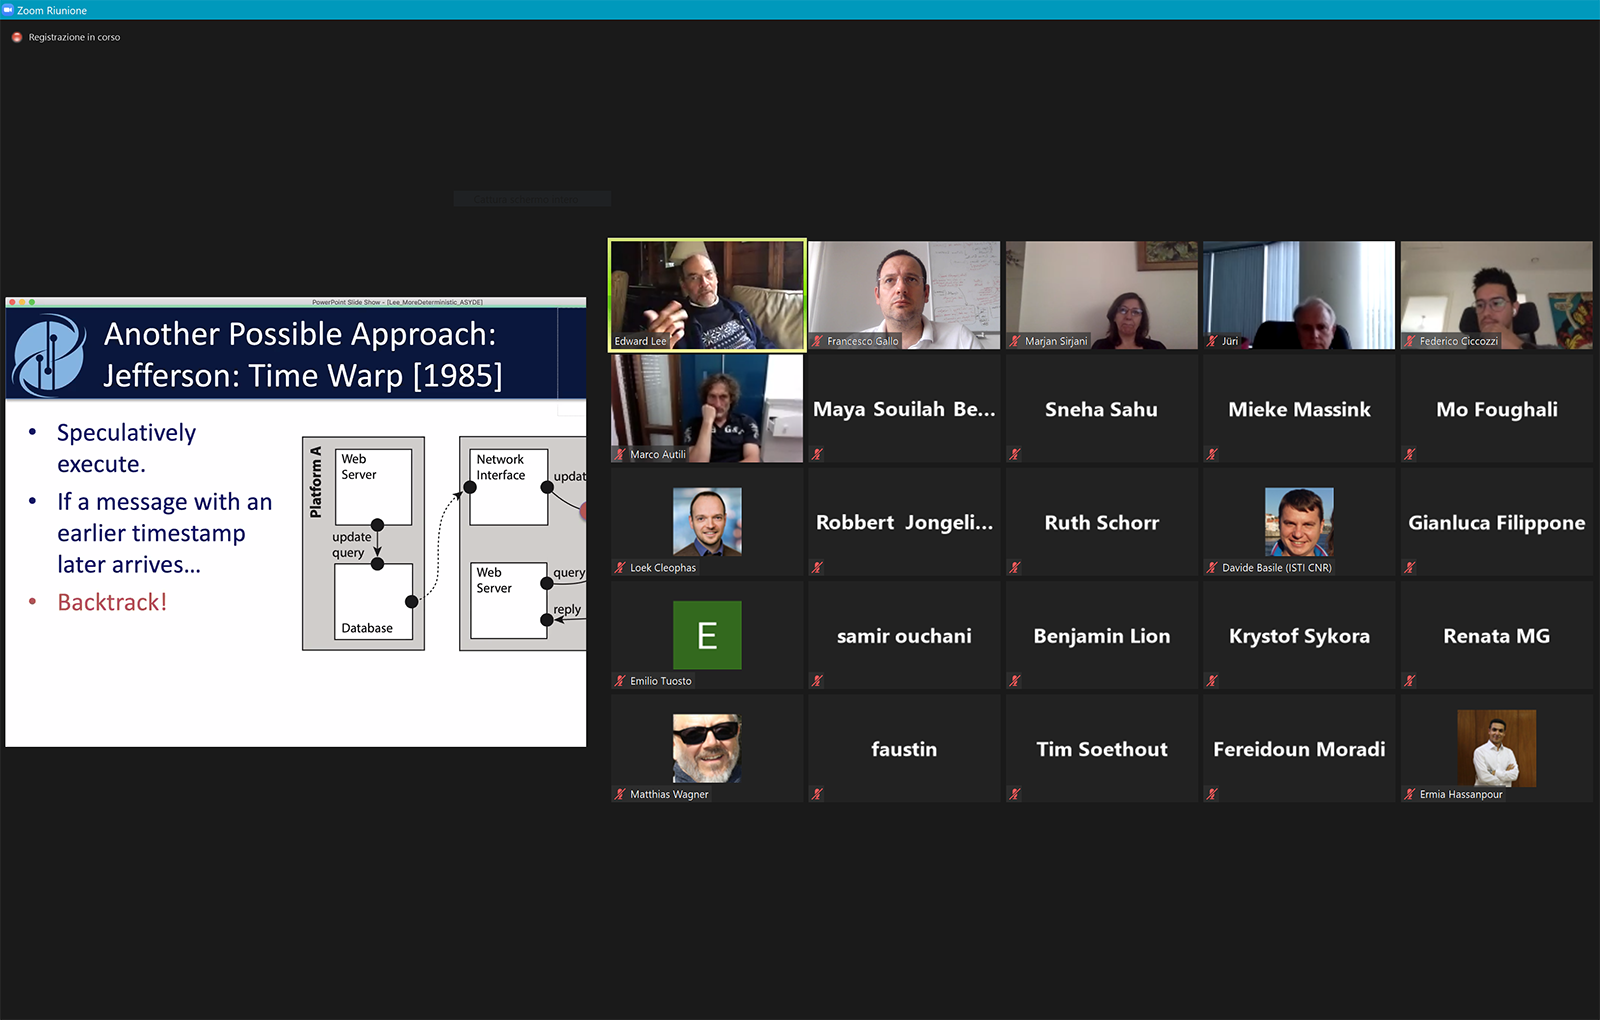 Zoom Riunione
Registrazione in corso
PowerPoint Slide Show - [Lee_MoreDeterministic_ASYDE]
Another Possible Approach:
Jefferson: Time Warp [1985]
• Speculatively
execute.
• If a message with an
earlier timestamp
later arrives...
• Backtrack!
Platform A
Web
Server
update
query
Database
Network
Interface
updat
Web
Server
query
reply
Edward Lee
Francesco Gallo
Marjan Sirjani
Jüri
Federico Ciccozzi
Marco Autili
Maya Souilah Be...
Sneha Sahu
Mieke Massink
Mo Foughali
Loek Cleophas
Robbert Jongeli...
Ruth Schorr
Davide Basile (ISTI CNR)
Gianluca Filippone
E
Emilio Tuosto
samir ouchani
Benjamin Lion
Krystof Sykora
Renata MG
Matthias Wagner
faustin
Tim Soethout
Fereidoun Moradi
Ermia Hassanpour